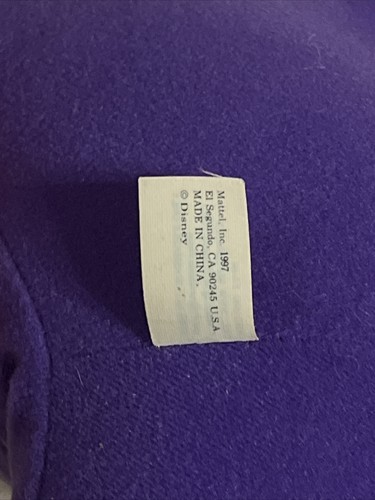 Mattel, Inc. 1997
El Segundo, CA 90245 U.S.A.
MADE IN CHINA.
© Disney